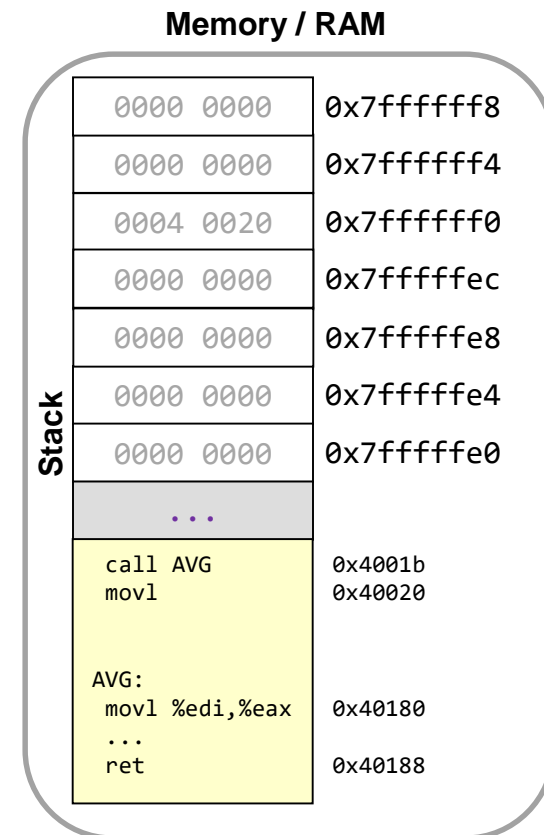 Memory / RAM
0000 0000 0x7ffffff8
0000 0000 0x7ffffff4
0004 0020 0x7ffffff0
0000 0000 0x7fffffec
0000 0000 0x7fffffe8
0000 0000 0x7fffffe4
0000 0000 0x7fffffe0
Stack
...
call AVG 0x4001b
movl 0x40020
AVG:
movl %edi,%eax 0x40180
...
ret 0x40188